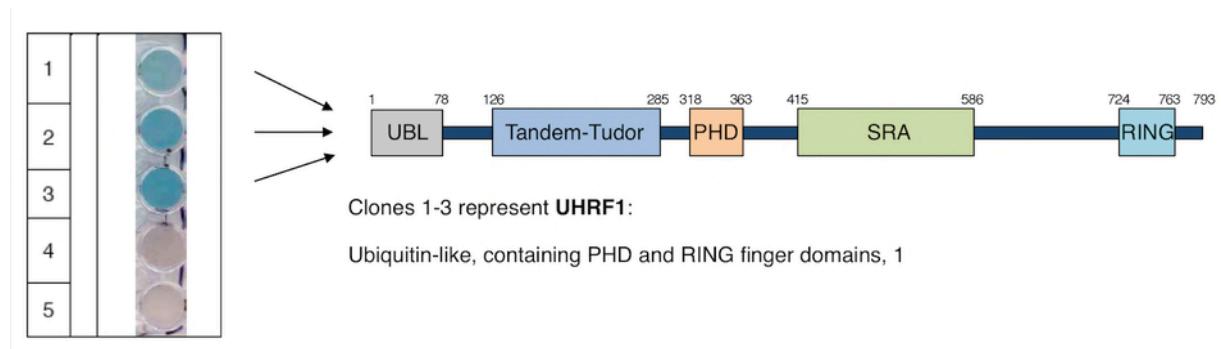 1
2
3
4
5
1 78 126 285 318 363 415 586 724 763 793
UBL Tandem-Tudor PHD SRA RING
Clones 1-3 represent UHRF1:
Ubiquitin-like, containing PHD and RING finger domains, 1